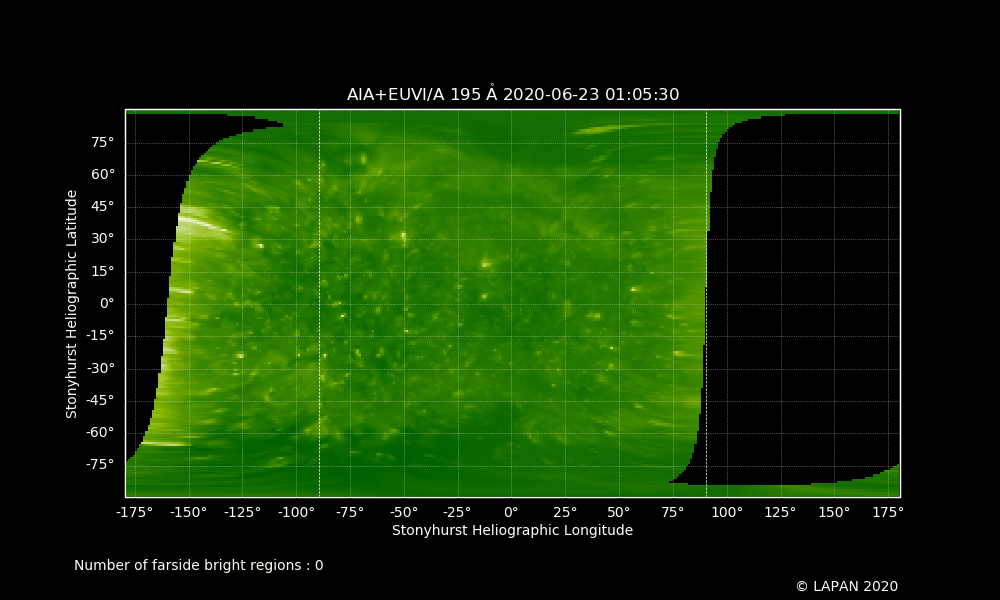 AIA+EUVI/A 195 Å 2020-06-23 01:05:30
Stonyhurst Heliographic Latitude
75°
60°
45°
30°
15°
0°
-15°
-30°
-45°
-60°
-75°
-175° -150° -125° -100° -75° -50° -25° 0° 25° 50° 75° 100° 125° 150° 175°
Stonyhurst Heliographic Longitude
Number of farside bright regions : 0
© LAPAN 2020